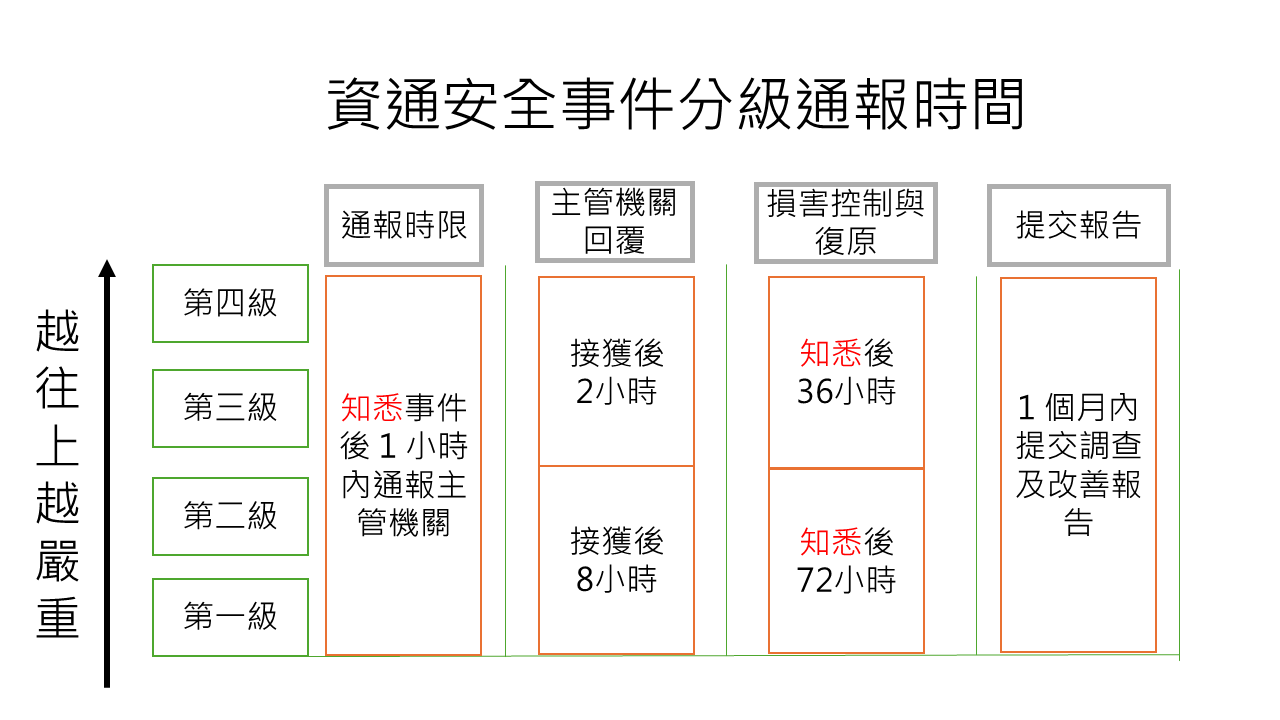 資通安全事件分級通報時間
通報時限
主管機關
回覆
損害控制與
復原
提交報告
越往上越嚴重
第四級
第三級
第二級
第一級
知悉事件
後 1 小時
內通報主
管機關
接獲後
2小時
接獲後
8小時
知悉後
36小時
知悉後
72小時
1 個月內
提交調查
及改善報
告